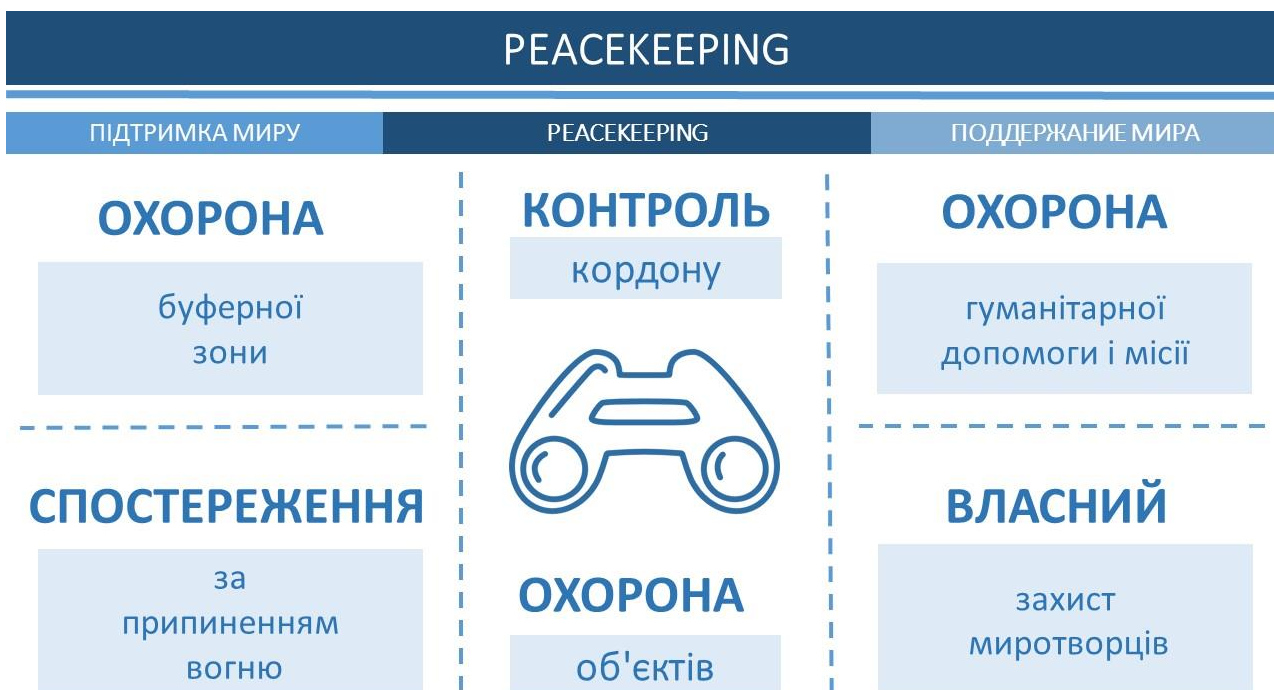 PEACEKEEPING
ПІДТРИМКА МИРУ
PEACEKEEPING
ПОДДЕРЖАНИЕ МИРА
ОХОРОНА
буферної
зони
СПОСТЕРЕЖЕННЯ
за
припиненням
вогню
КОНТРОЛЬ
кордону
ОХОРОНА
об'єктів
ОХОРОНА
гуманітарної
допомоги і місії
ВЛАСНИЙ
захист
миротворців